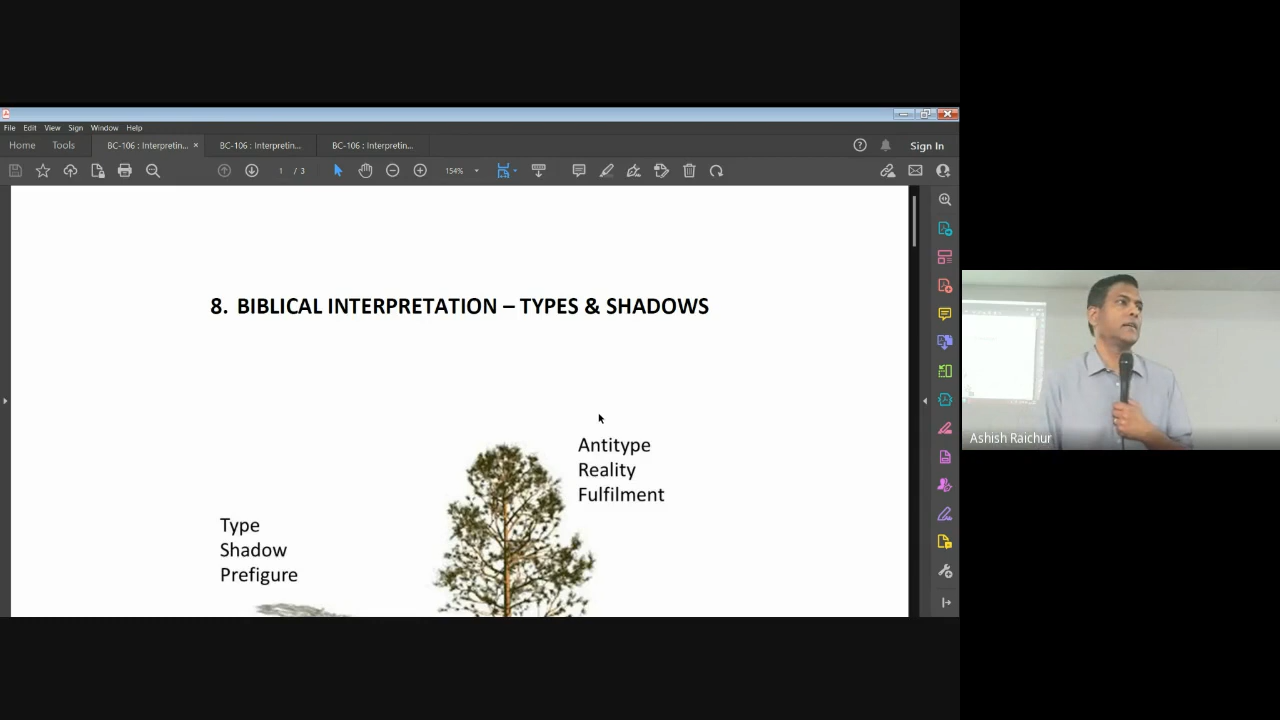 File Edit View Sign Window Help
Home Tools BC-106 : Interpretin... × BC-106 : Interpretin... BC-106 : Interpretin... Sign In
1 / 3 154%
8. BIBLICAL INTERPRETATION – TYPES & SHADOWS
Antitype
Reality
Fulfilment
Type
Shadow
Prefigure
Ashish Raichur